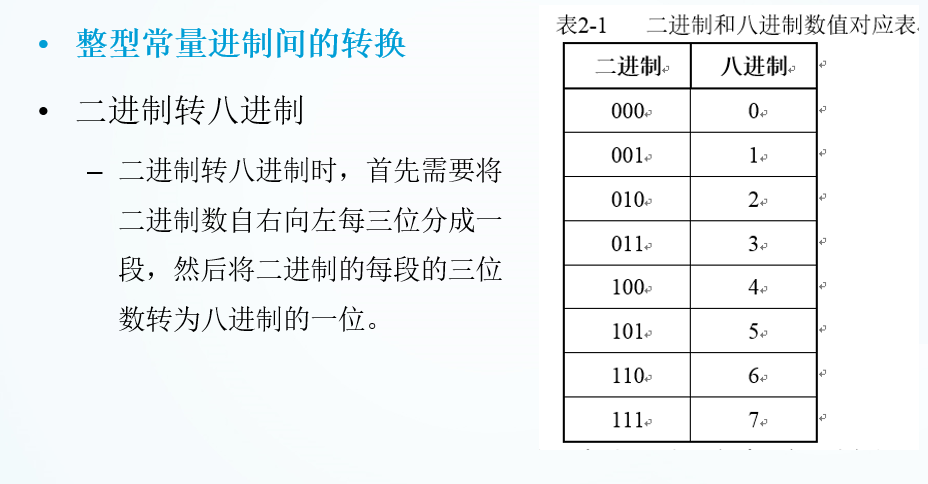 整型常量进制间的转换
二进制转八进制
– 二进制转八进制时，首先需要将
二进制数自右向左每三位分成一
段，然后将二进制的每段的三位
数转为八进制的一位。
表2-1 二进制和八进制数值对应表
二进制 八进制
000 0
001 1
010 2
011 3
100 4
101 5
110 6
111 7